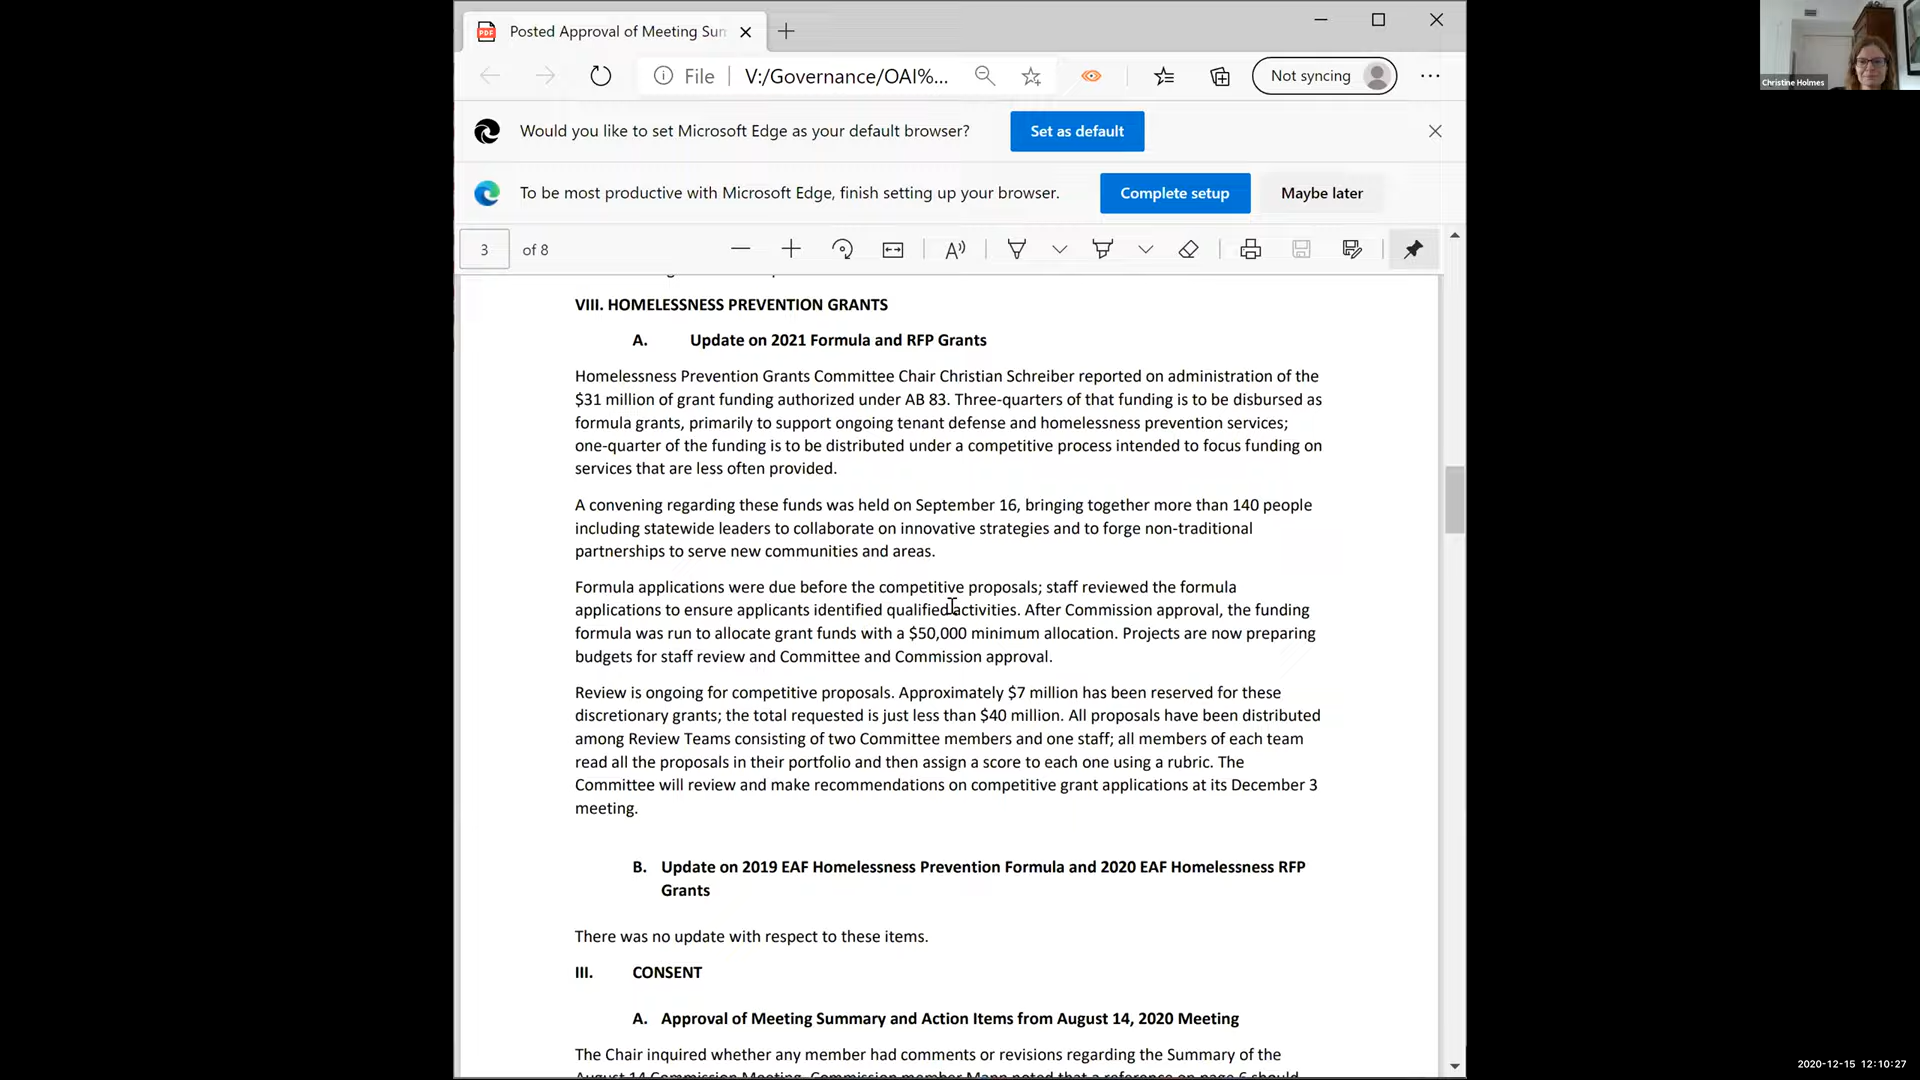 Posted Approval of Meeting Sun
File
V:/Governance/OAI%...
Not syncing
Would you like to set Microsoft Edge as your default browser?
Set as default
To be most productive with Microsoft Edge, finish setting up your browser.
Complete setup
Maybe later
3
of 8
VIII. HOMELESSNESS PREVENTION GRANTS
A. Update on 2021 Formula and RFP Grants
Homelessness Prevention Grants Committee Chair Christian Schreiber reported on administration of the
$31 million of grant funding authorized under AB 83. Three-quarters of that funding is to be disbursed as
formula grants, primarily to support ongoing tenant defense and homelessness prevention services;
one-quarter of the funding is to be distributed under a competitive process intended to focus funding on
services that are less often provided.
A convening regarding these funds was held on September 16, bringing together more than 140 people
including statewide leaders to collaborate on innovative strategies and to forge non-traditional
partnerships to serve new communities and areas.
Formula applications were due before the competitive proposals; staff reviewed the formula
applications to ensure applicants identified qualified activities. After Commission approval, the funding
formula was run to allocate grant funds with a $50,000 minimum allocation. Projects are now preparing
budgets for staff review and Committee and Commission approval.
Review is ongoing for competitive proposals. Approximately $7 million has been reserved for these
discretionary grants; the total requested is just less than $40 million. All proposals have been distributed
among Review Teams consisting of two Committee members and one staff; all members of each team
read all the proposals in their portfolio and then assign a score to each one using a rubric. The
Committee will review and make recommendations on competitive grant applications at its December 3
meeting.
B. Update on 2019 EAF Homelessness Prevention Formula and 2020 EAF Homelessness RFP
Grants
There was no update with respect to these items.
III. CONSENT
A. Approval of Meeting Summary and Action Items from August 14, 2020 Meeting
The Chair inquired whether any member had comments or revisions regarding the Summary of the
August 14 Commission Meeting. Commission member Mann noted that a reference on page 6 should
Christine Holmes
2020-12-15 12:10:27